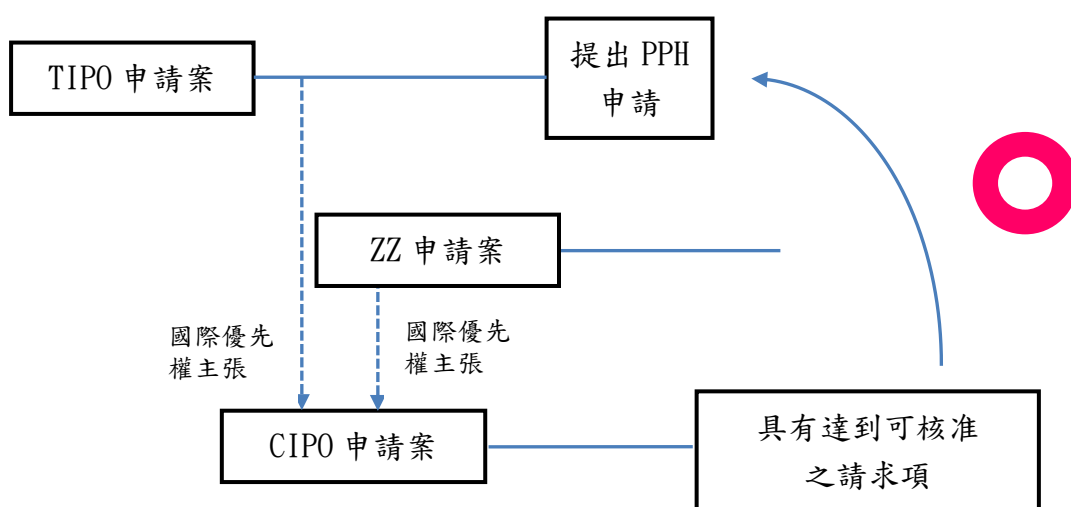 TIPO 申請案
提出 PPH
申請
ZZ 申請案
國際優先
權主張
國際優先
權主張
CIPO 申請案
具有達到可核准
之請求項